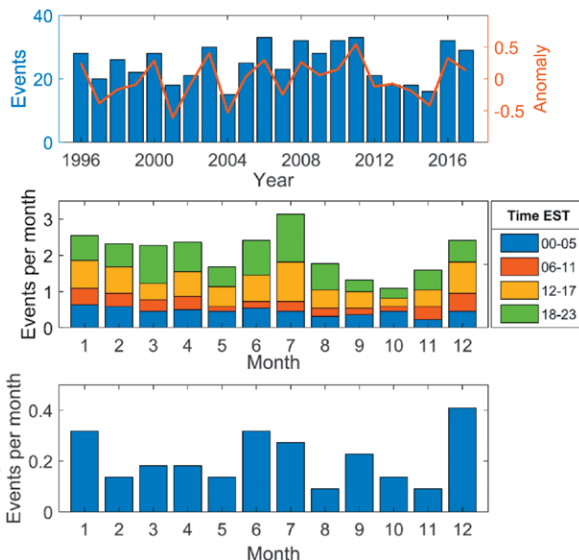 40
20
0
Events
0.5
0
-0.5
Anomaly
1996 2000 2004 2008 2012 2016
Year
3
2
1
0
Events per month
1 2 3 4 5 6 7 8 9 10 11 12
Month
Time EST
00-05
06-11
12-17
18-23
0.4
0.2
0
Events per month
1 2 3 4 5 6 7 8 9 10 11 12
Month